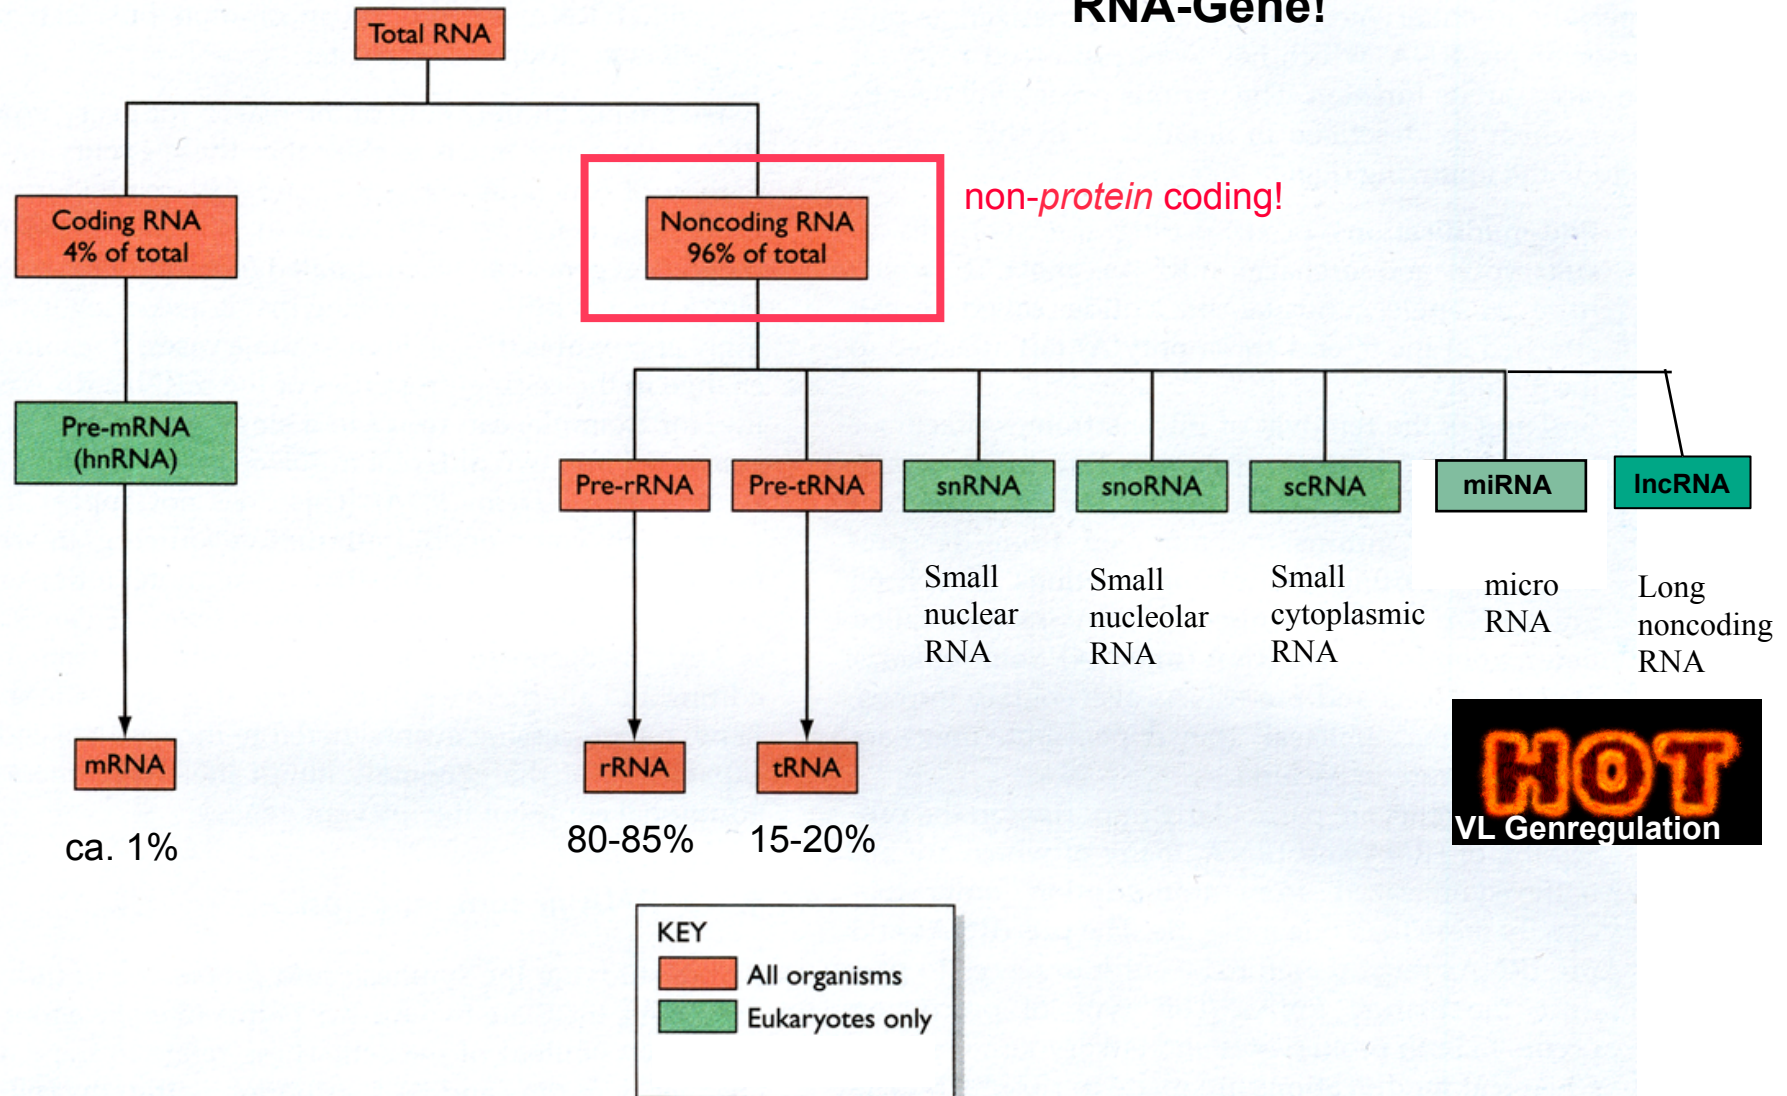 RNA-Gene!
Total RNA
Coding RNA
4% of total
Noncoding RNA
96% of total
non-protein coding!
Pre-mRNA
(hnRNA)
Pre-rRNA
Pre-tRNA
snRNA
snoRNA
scRNA
miRNA
lncRNA
Small
nuclear
RNA
Small
nucleolar
RNA
Small
cytoplasmic
RNA
micro
RNA
Long
noncoding
RNA
mRNA
rRNA
tRNA
ca. 1%
80-85%
15-20%
HOT
VL Genregulation
KEY
All organisms
Eukaryotes only